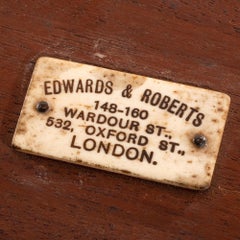 EDWARDS & ROBERTS
148-160
WARDOUR ST.,
532, OXFORD ST.,
LONDON.